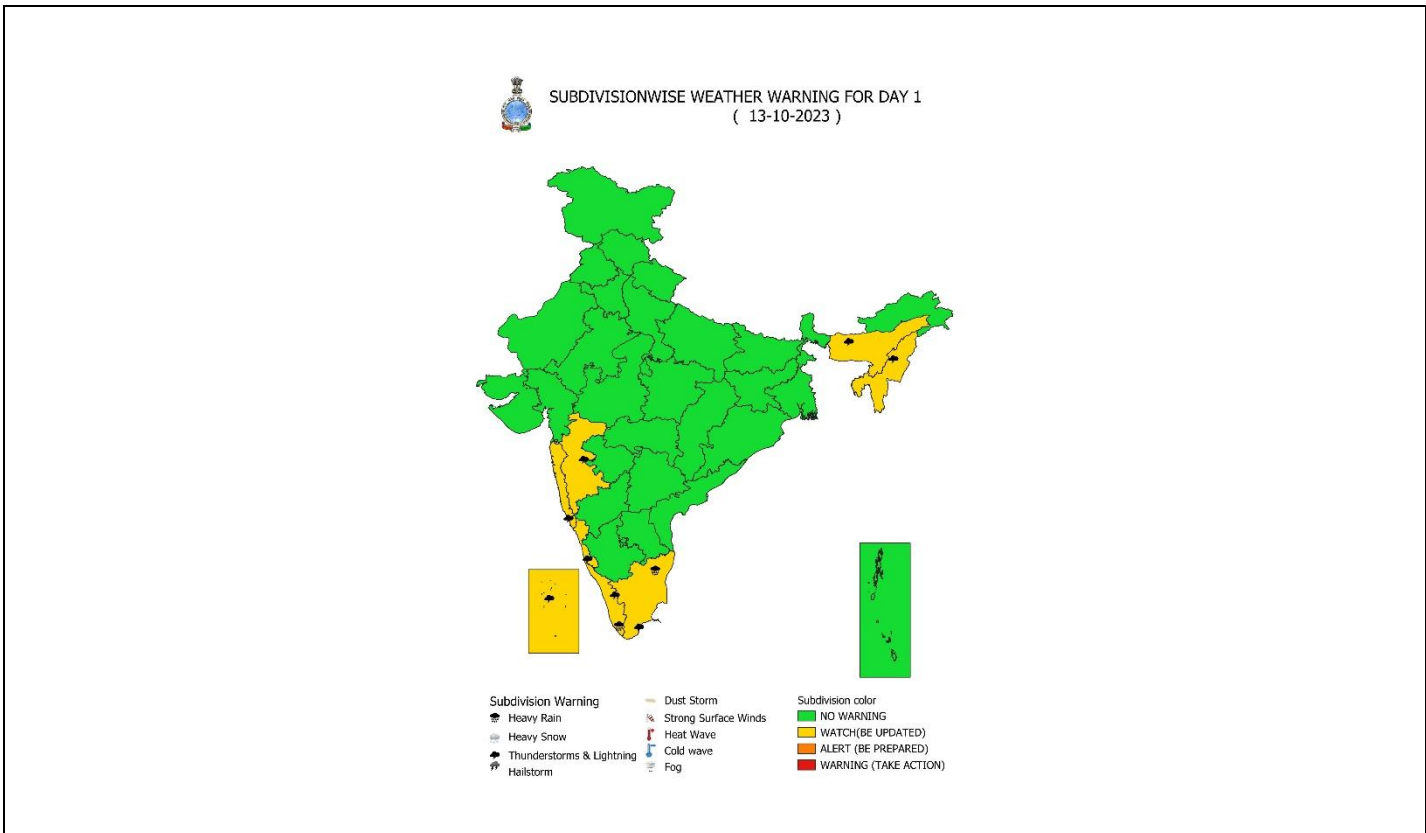 SUBDIVISIONWISE WEATHER WARNING FOR DAY 1
( 13-10-2023 )
Subdivision Warning
Heavy Rain
Heavy Snow
Thunderstorms & Lightning
Hailstorm
Dust Storm
Strong Surface Winds
Heat Wave
Cold wave
Fog
Subdivision color
NO WARNING
WATCH(BE UPDATED)
ALERT (BE PREPARED)
WARNING (TAKE ACTION)